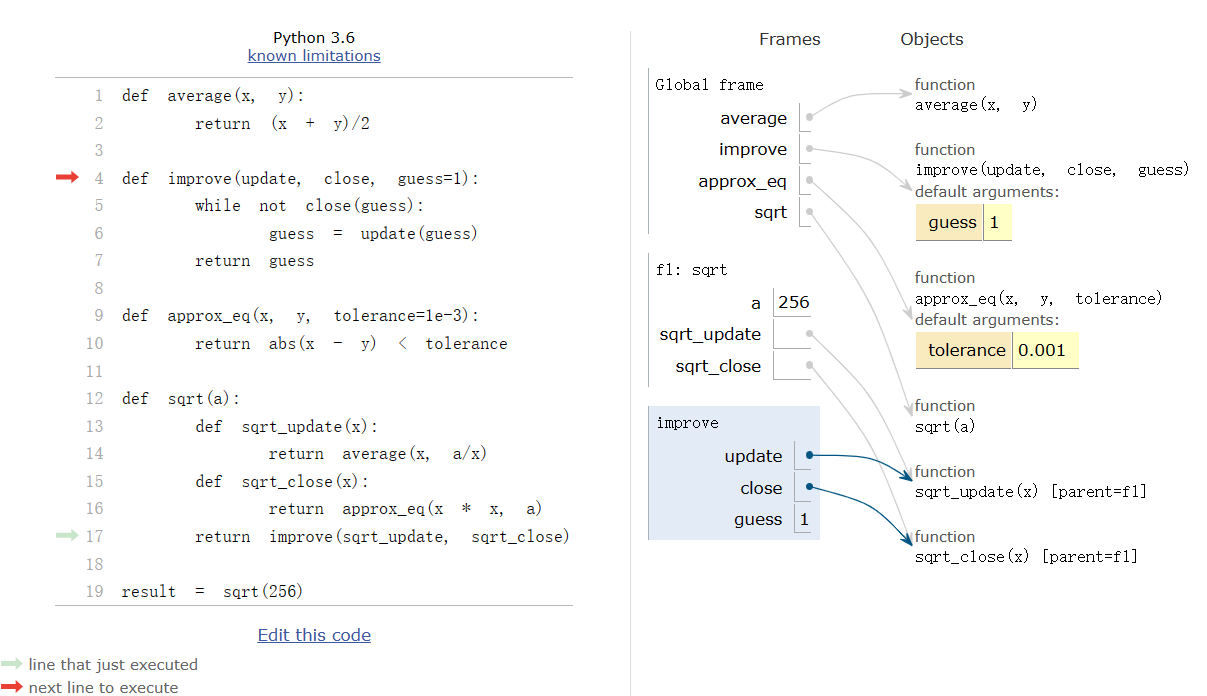 Python 3.6
known limitations
1 def average(x, y):
2 return (x + y)/2
3
4 def improve(update, close, guess=1):
5 while not close(guess):
6 guess = update(guess)
7 return guess
8
9 def approx_eq(x, y, tolerance=1e-3):
10 return abs(x - y) < tolerance
11
12 def sqrt(a):
13 def sqrt_update(x):
14 return average(x, a/x)
15 def sqrt_close(x):
16 return approx_eq(x * x, a)
17 return improve(sqrt_update, sqrt_close)
18
19 result = sqrt(256)
Edit this code
line that just executed
next line to execute
Frames Objects
Global frame
average
improve
approx_eq
sqrt
f1: sqrt
a 256
sqrt_update
sqrt_close
improve
update
close
guess 1
function
average(x, y)
function
improve(update, close, guess)
default arguments:
guess 1
function
approx_eq(x, y, tolerance)
default arguments:
tolerance 0.001
function
sqrt(a)
function
sqrt_update(x) [parent=f1]
function
sqrt_close(x) [parent=f1]